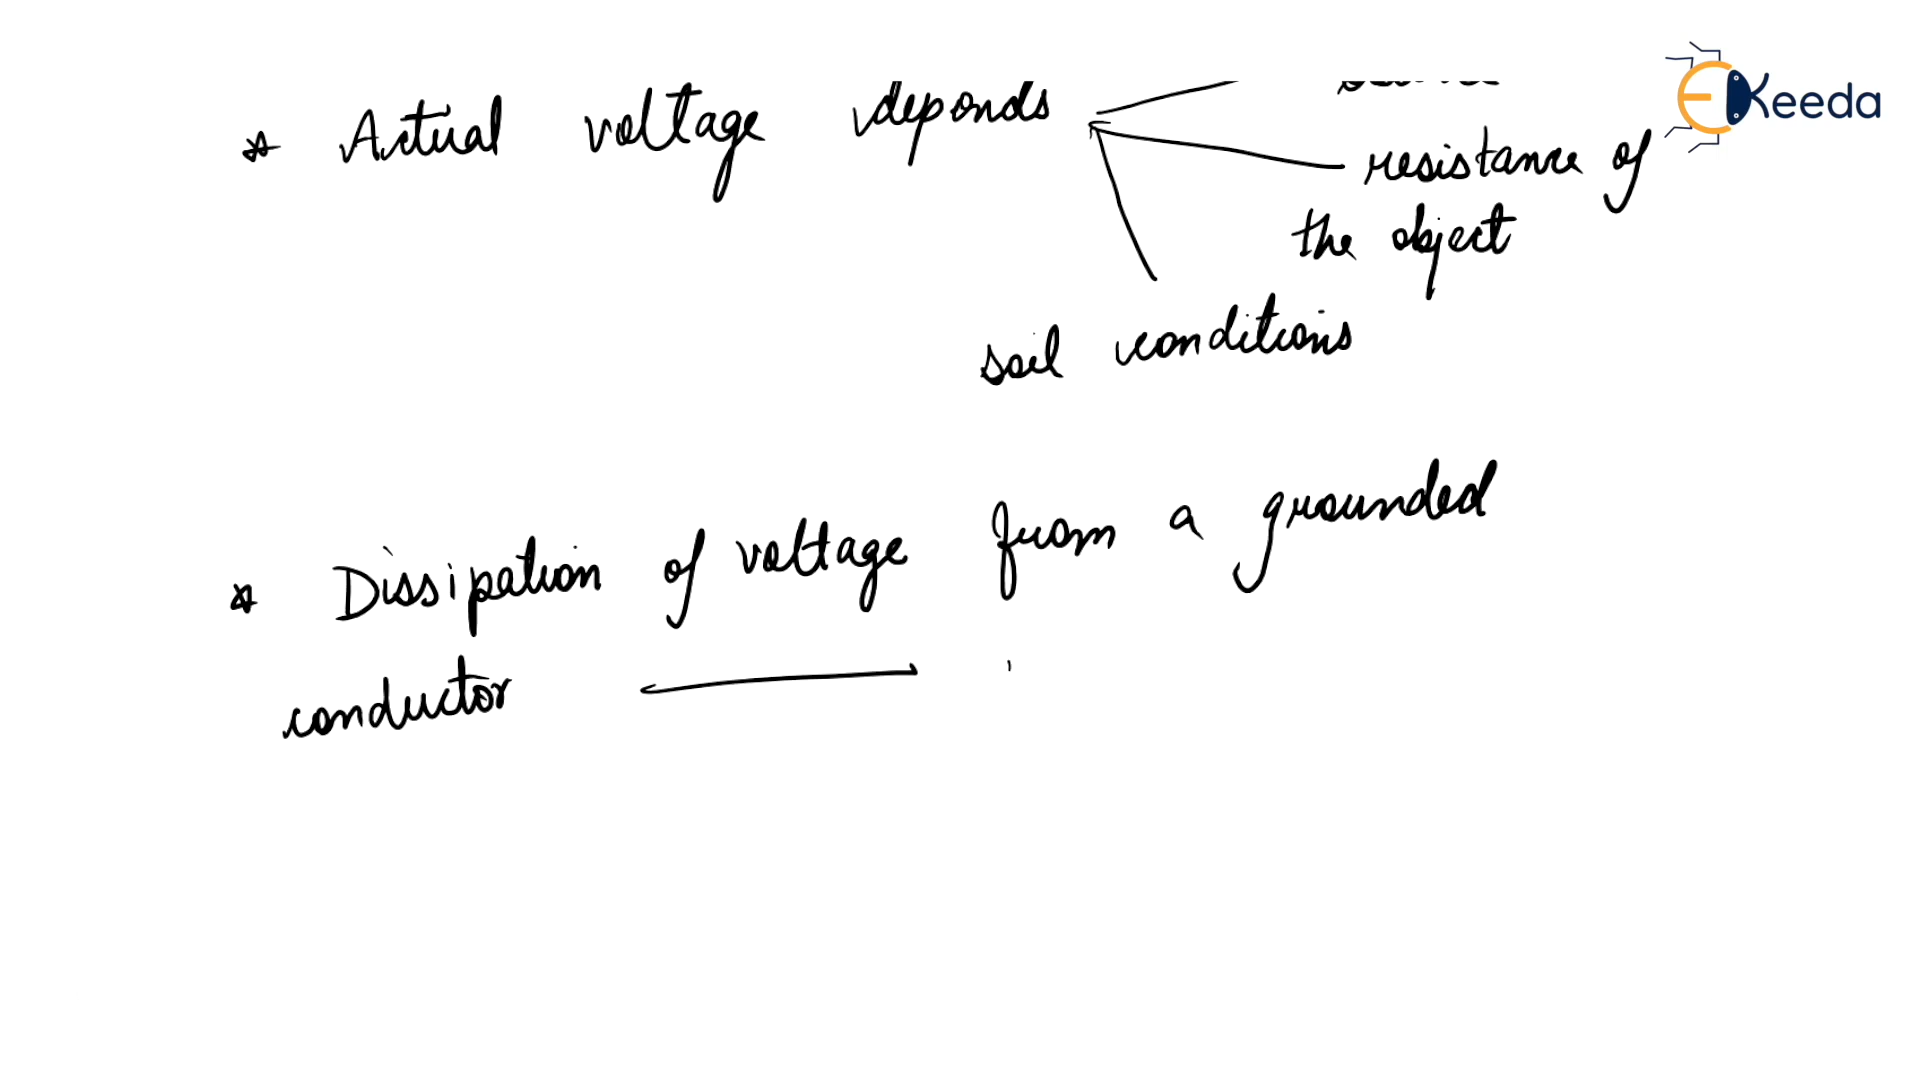 * Actual voltage depends
resistance of
the object
soil conditions
* Dissipation of voltage from a grounded
conductor
EKeeda